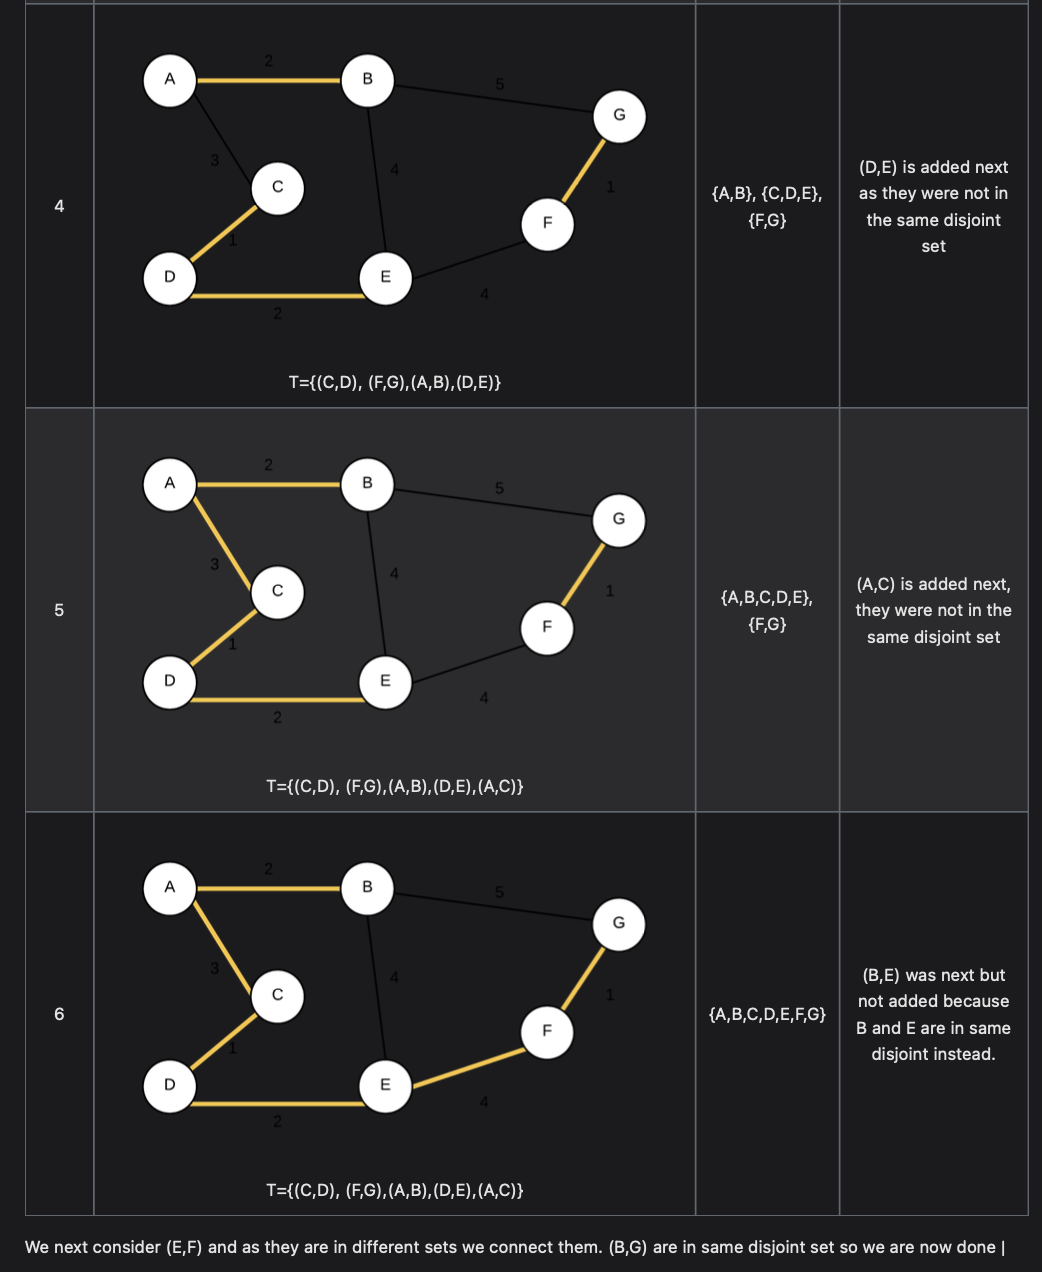 4
A
2
B
5
G
3
4
1
C
F
1
D
E
2
4
T={(C,D), (F,G),(A,B),(D,E)}
{A,B}, {C,D,E},
{F,G}
(D,E) is added next
as they were not in
the same disjoint
set
5
A
2
B
5
G
3
4
1
C
F
1
D
E
2
4
T={(C,D), (F,G),(A,B),(D,E),(A,C)}
{A,B,C,D,E},
{F,G}
(A,C) is added next,
they were not in the
same disjoint set
6
A
2
B
5
G
3
4
1
C
F
1
D
E
2
4
T={(C,D), (F,G),(A,B),(D,E),(A,C)}
{A,B,C,D,E,F,G}
(B,E) was next but
not added because
B and E are in same
disjoint instead.
We next consider (E,F) and as they are in different sets we connect them. (B,G) are in same disjoint set so we are now done |